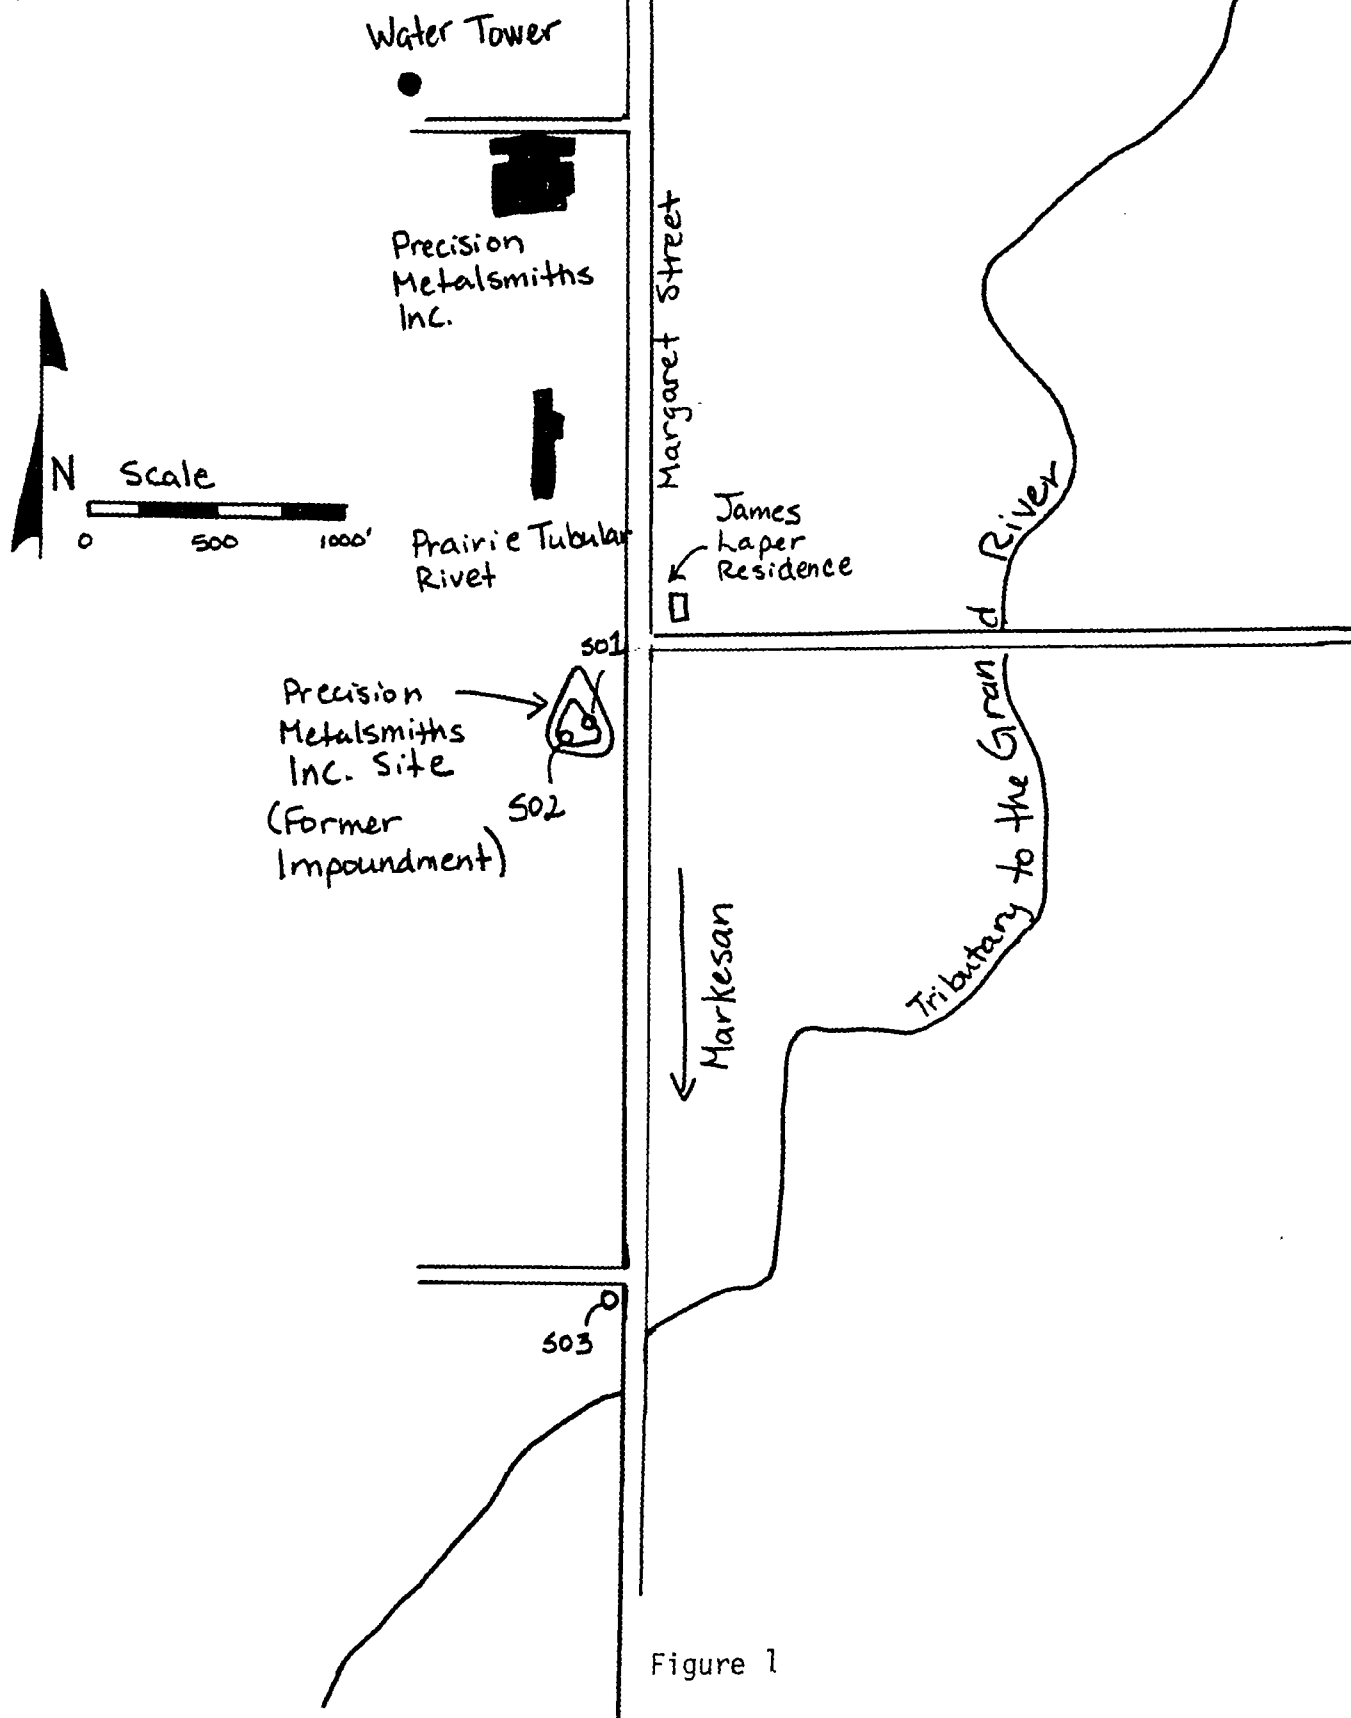 Water Tower
Precision
Metalsmiths
Inc.
Margaret Street
N
Scale
0 500 1000'
Prairie Tubular
Rivet
James
Laper
Residence
S01
Precision
Metalsmiths
Inc. Site
(Former
Impoundment)
S02
Tributary to the Grand River
Markesan
S03
Figure 1